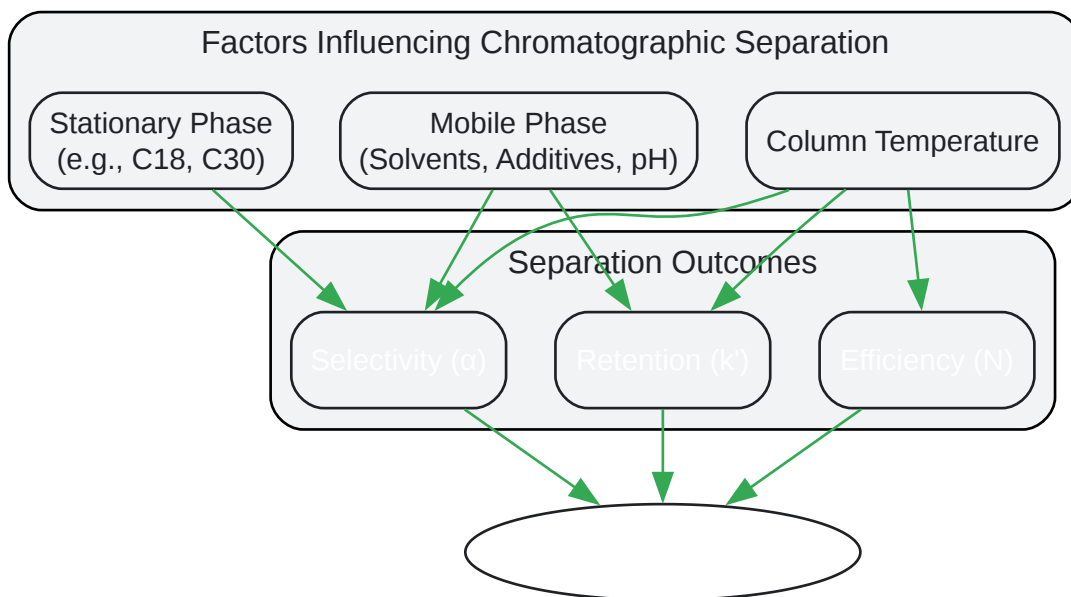 Factors Influencing Chromatographic Separation
Stationary Phase
(e.g., C18, C30)
Mobile Phase
(Solvents, Additives, pH)
Column Temperature
Separation Outcomes
Selectivity (α)
Retention (k')
Efficiency (N)